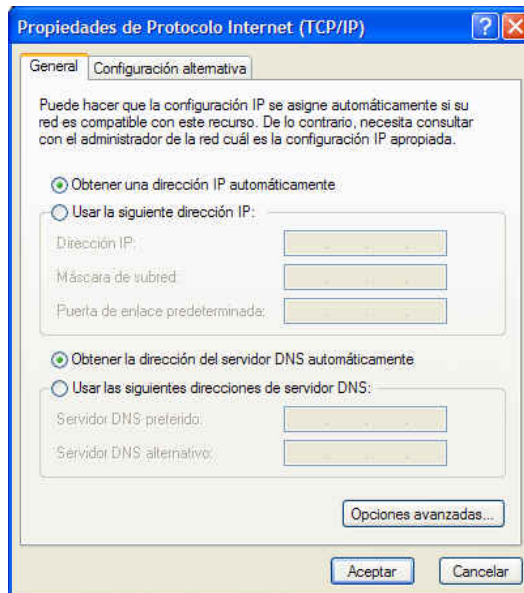 Propiedades de Protocolo Internet (TCP/IP)
General
Configuración alternativa
Puede hacer que la configuración IP se asigne automáticamente si su
red es compatible con este recurso. De lo contrario, necesita consultar
con el administrador de la red cuál es la configuración IP apropiada.
Obtener una dirección IP automáticamente
Usar la siguiente dirección IP:
Dirección IP:
Máscara de subred:
Puerta de enlace predeterminada:
Obtener la dirección del servidor DNS automáticamente
Usar las siguientes direcciones de servidor DNS:
Servidor DNS preferido:
Servidor DNS alternativo:
Opciones avanzadas...
Aceptar
Cancelar